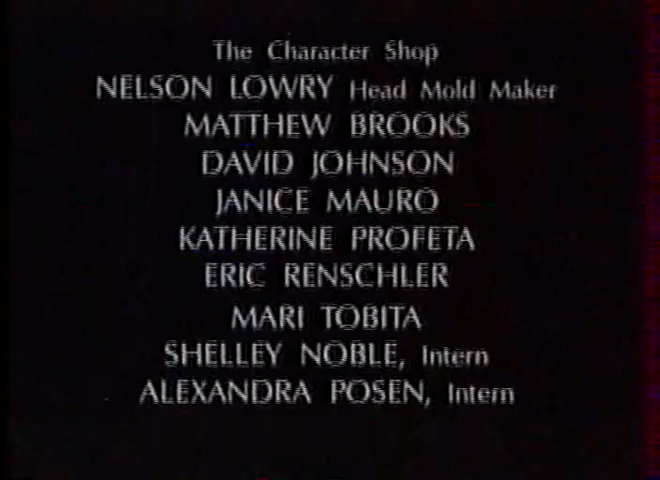 The Character Shop
NELSON LOWRY Head Mold Maker
MATTHEW BROOKS
DAVID JOHNSON
JANICE MAURO
KATHERINE PROFETA
ERIC RENSCHLER
MARI TOBITA
SHELLEY NOBLE, Intern
ALEXANDRA POSEN, Intern